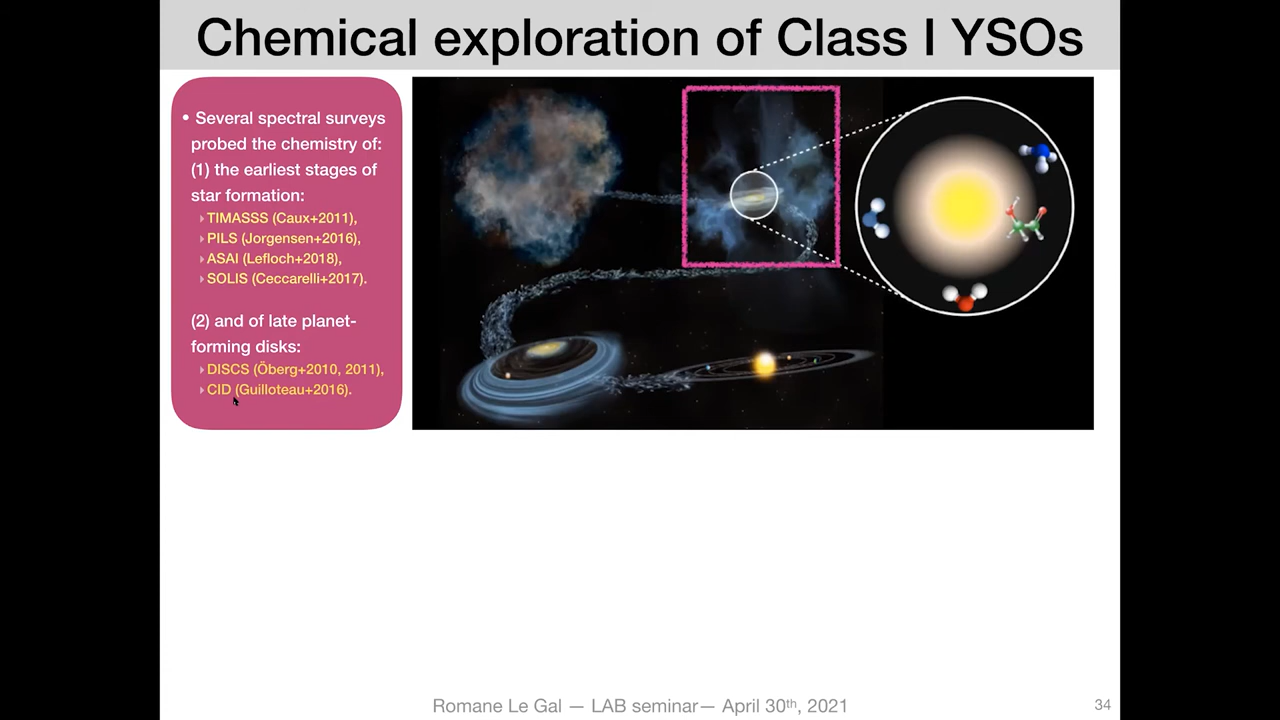 Chemical exploration of Class I YSOs
• Several spectral surveys
probed the chemistry of:
(1) the earliest stages of
star formation:
TIMASSS (Caux+2011),
PILS (Jorgensen+2016),
ASAI (Lefloch+2018),
SOLIS (Ceccarelli+2017).
(2) and of late planet-
forming disks:
DISCS (Öberg+2010, 2011),
CID (Guilloteau+2016).
Romane Le Gal — LAB seminar— April 30th, 2021
34